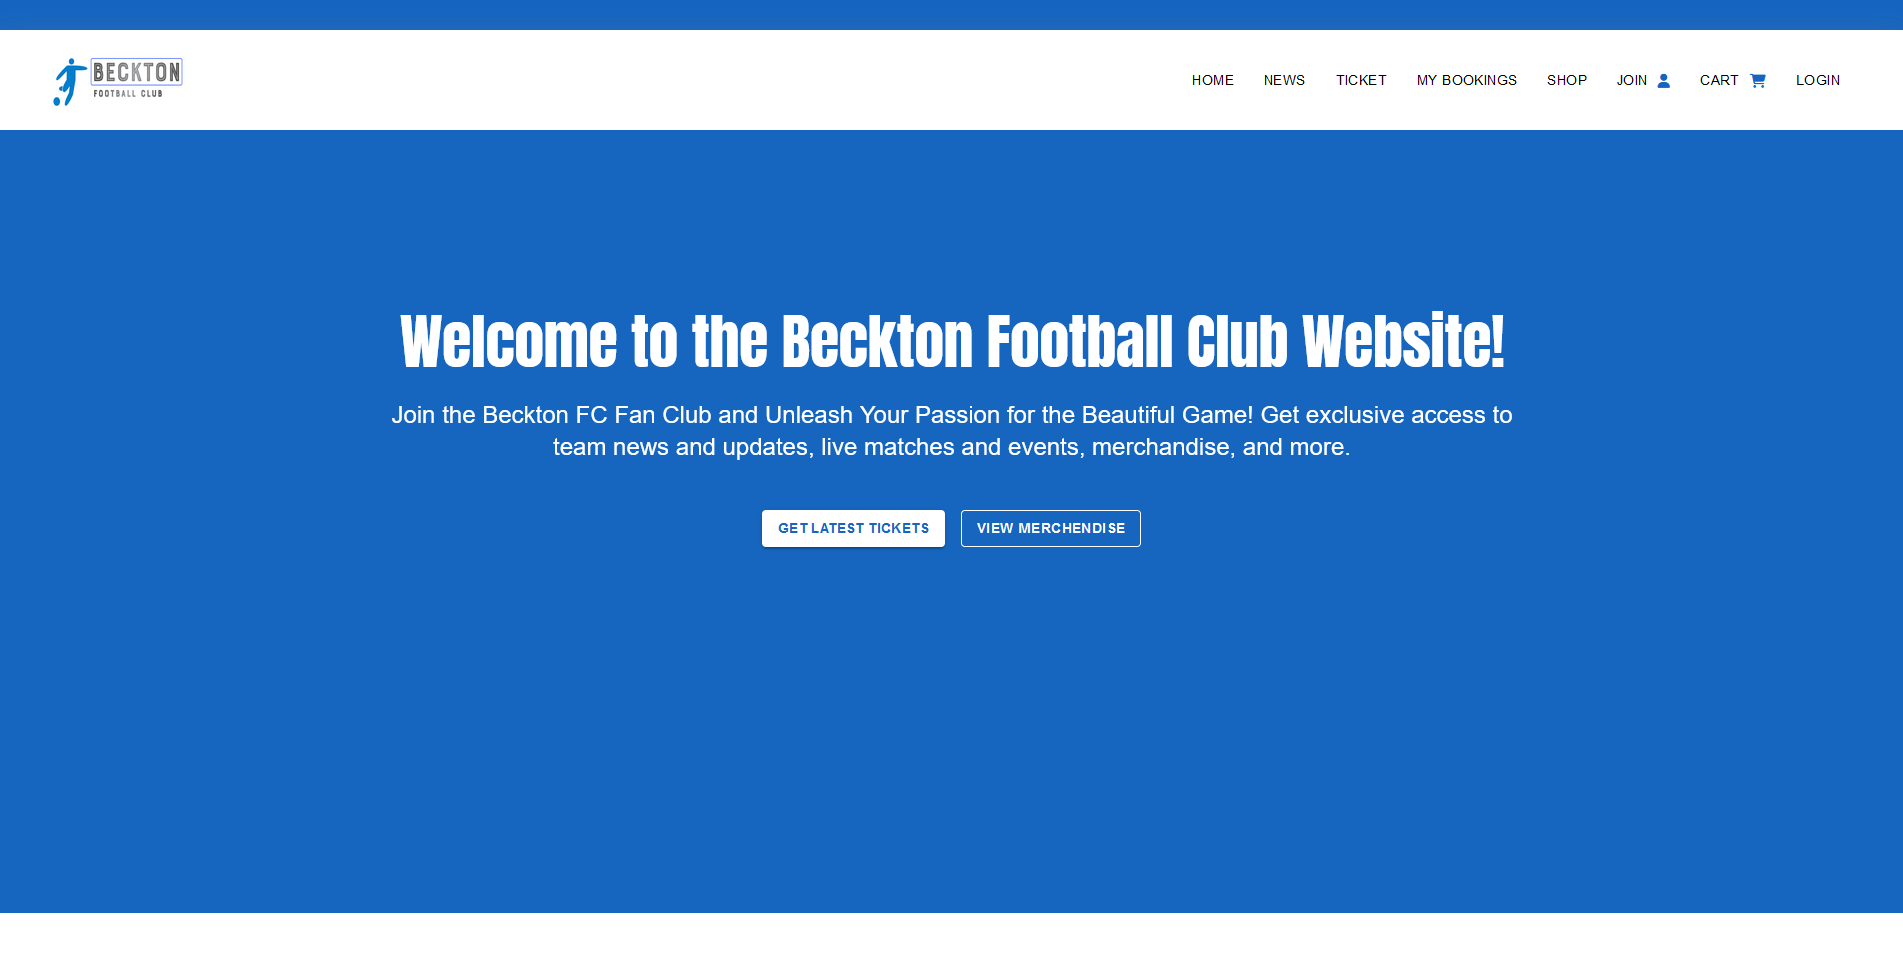 BECKTON
FOOTBALL CLUB
HOME NEWS TICKET MY BOOKINGS SHOP JOIN CART LOGIN
Welcome to the Beckton Football Club Website!
Join the Beckton FC Fan Club and Unleash Your Passion for the Beautiful Game! Get exclusive access to
team news and updates, live matches and events, merchandise, and more.
GET LATEST TICKETS VIEW MERCHENDISE